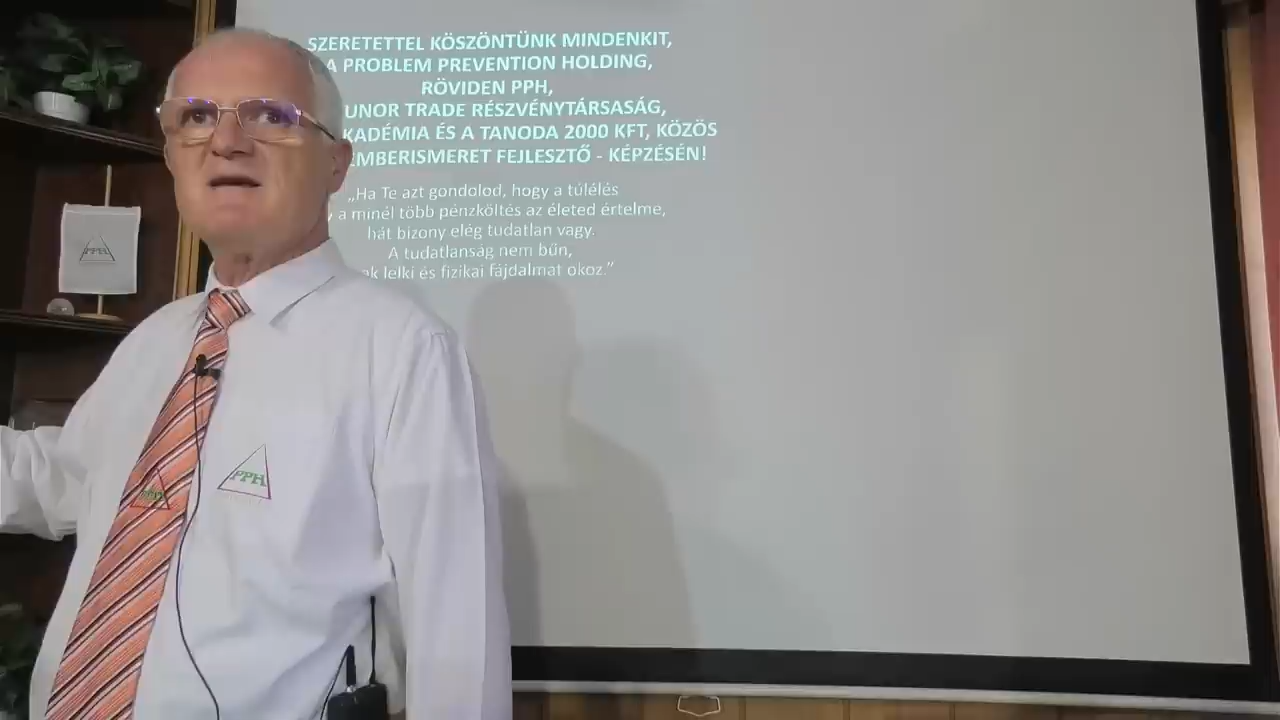 SZERETETTEL KÖSZÖNTÜNK MINDENKIT,
A PROBLEM PREVENTION HOLDING,
RÖVIDEN PPH,
UNOR TRADE RÉSZVÉNYTÁRSASÁG,
KADÉMIA ÉS A TANODA 2000 KFT, KÖZÖS
EMBERISMERET FEJLESZTŐ - KÉPZÉSÉN!
„Ha Te azt gondolod, hogy a túlélés
a minél több pénzköltés az életed értelme,
hát bizony elég tudatlan vagy.
A tudatlanság nem bűn,
lelki és fizikai fájdalmat okoz.”
PPH
PPH
PPH